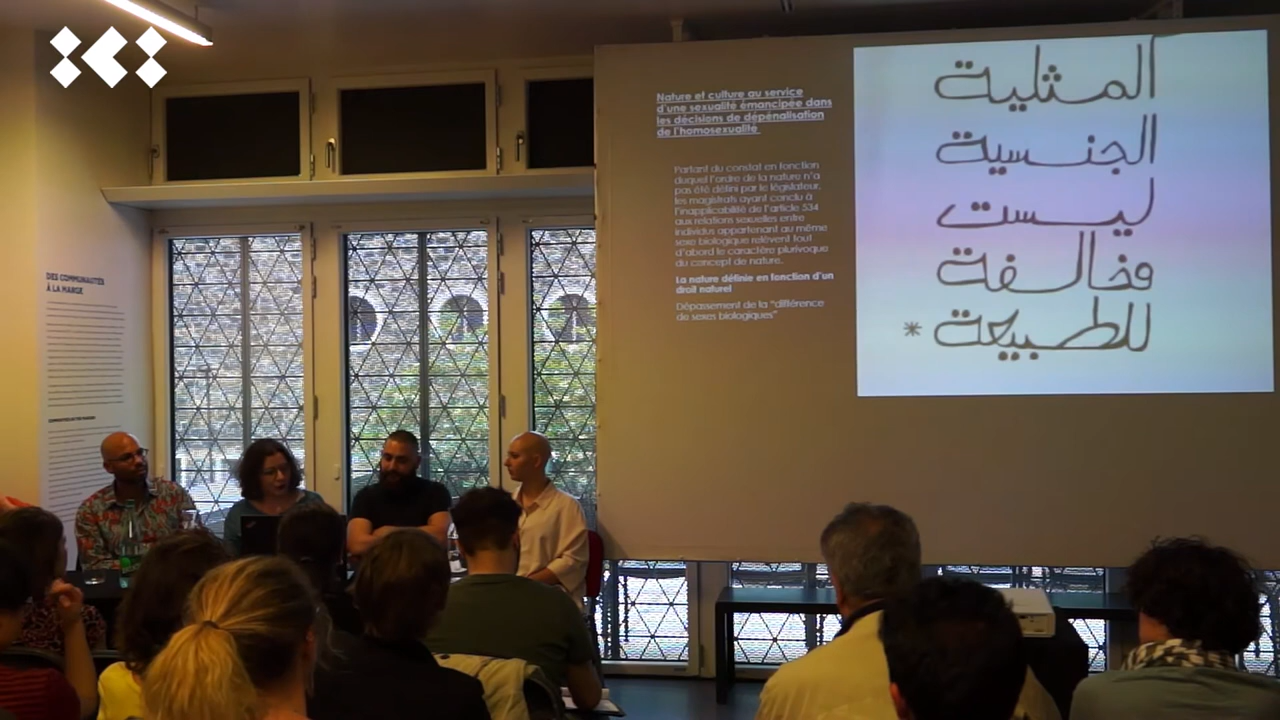 DES COMMUNAUTÉS
À LA MARGE
Nature et culture au service
d'une sexualité émancipée dans
les décisions de dépénalisation
de l'homosexualité
Partant du constat en fonction
duquel l'ordre de la nature n'a
pas été défini par le législateur,
les magistrats ayant conclu à
l'inapplicabilité de l'article 534
aux relations sexuelles entre
individus appartenant au même
sexe biologique relèvent tout
d'abord le caractère plurivoque
du concept de nature.
La nature définie en fonction d'un
droit naturel
Dépassement de la "différence
de sexes biologiques"
المثلية
الجنسية
ليست
مخالفة
للطبيعة *